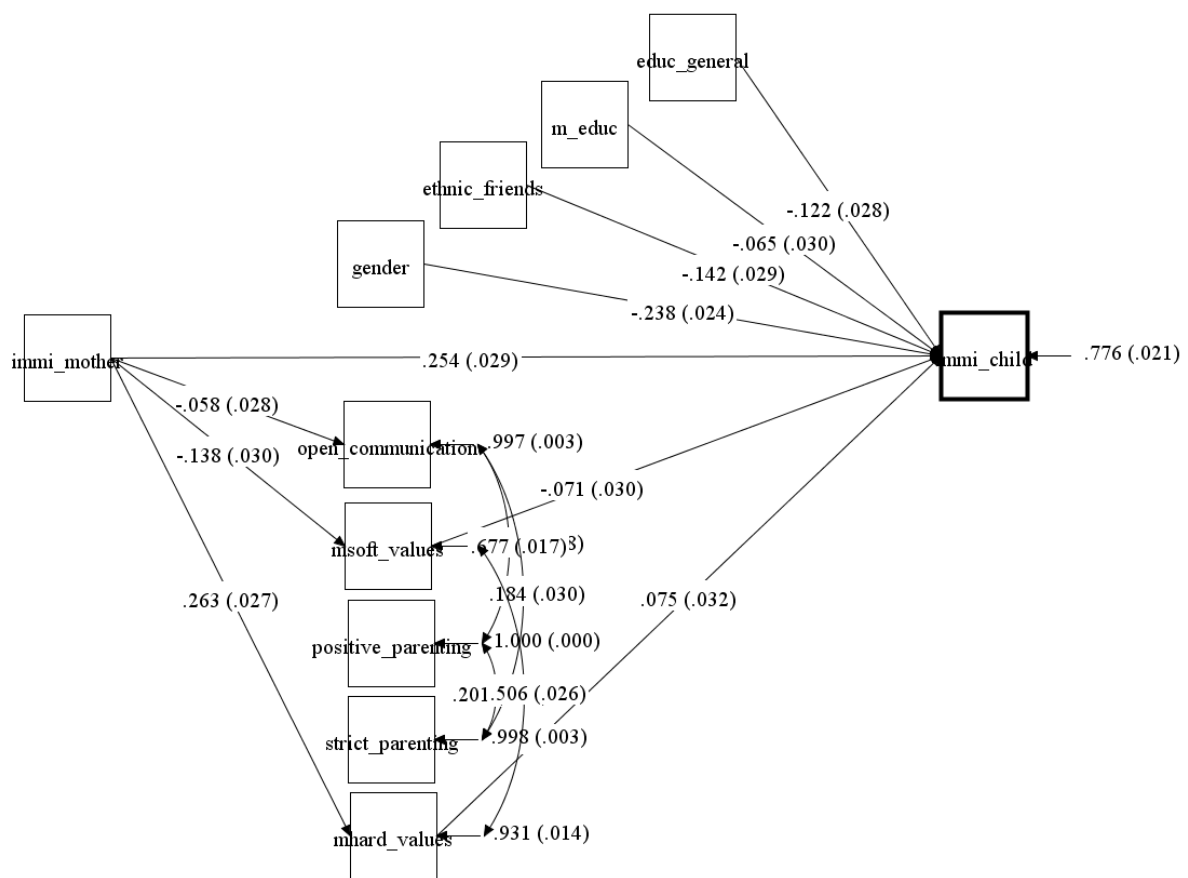 educ_general
m_educ
ethnic_friends
-.122 (.028)
-.065 (.030)
gender
-.142 (.029)
-.238 (.024)
immi_mother
.254 (.029)
mmi_child
.776 (.021)
-.058 (.028)
open_communication
.997 (.003)
-.138 (.030)
-.071 (.030)
msoft_values
.677 (.017)
.263 (.027)
.184 (.030)
.075 (.032)
positive_parenting
1.000 (.000)
.201
.506 (.026)
strict_parenting
.998 (.003)
mhard_values
.931 (.014)